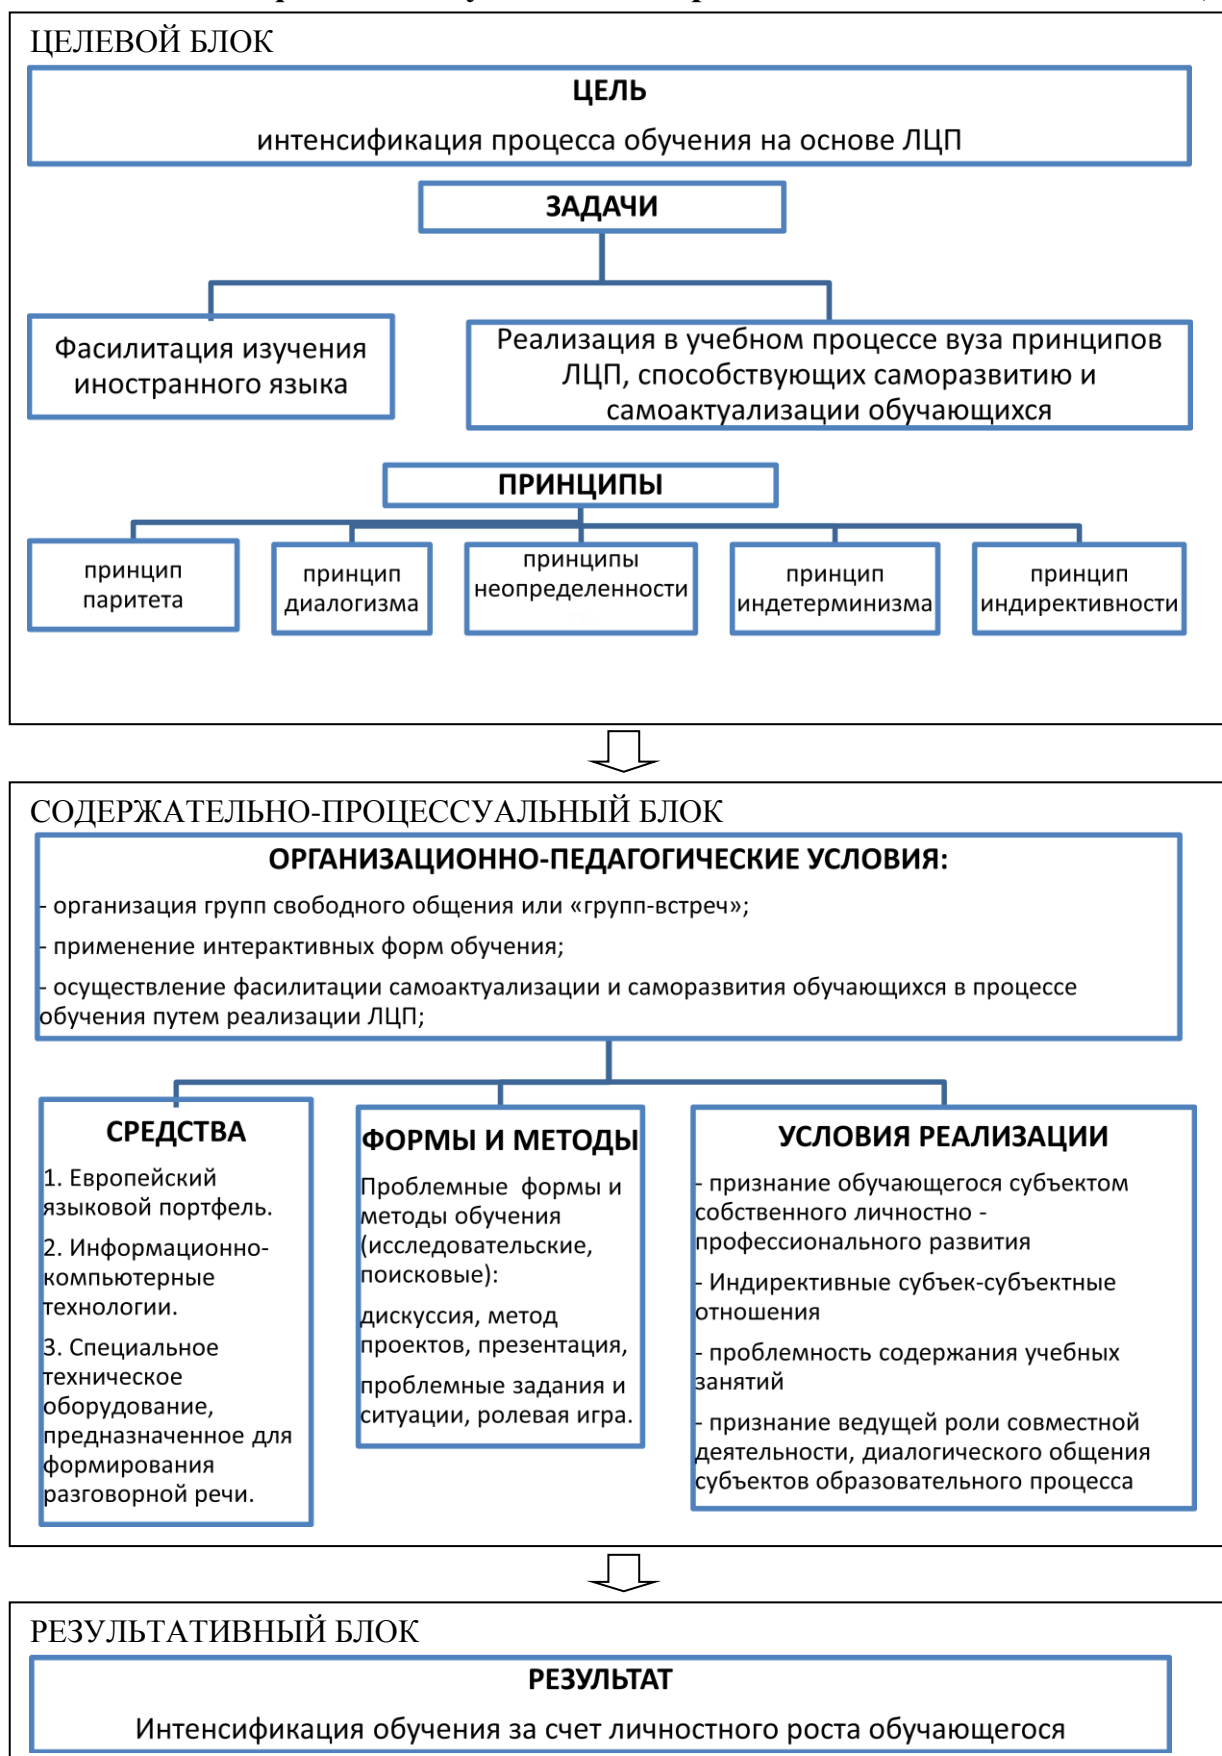 ЦЕЛЕВОЙ БЛОК
ЦЕЛЬ
интенсификация процесса обучения на основе ЛЦП
ЗАДАЧИ
Фасилитация изучения
иностранного языка
Реализация в учебном процессе вуза принципов
ЛЦП, способствующих саморазвитию и
самоактуализации обучающихся
ПРИНЦИПЫ
принцип
паритета
принцип
диалогизма
принципы
неопределенности
принцип
индетерминизма
принцип
индирективности
СОДЕРЖАТЕЛЬНО-ПРОЦЕССУАЛЬНЫЙ БЛОК
ОРГАНИЗАЦИОННО-ПЕДАГОГИЧЕСКИЕ УСЛОВИЯ:
- организация групп свободного общения или «групп-встреч»;
- применение интерактивных форм обучения;
- осуществление фасилитации самоактуализации и саморазвития обучающихся в процессе
обучения путем реализации ЛЦП;
СРЕДСТВА
1. Европейский
языковой портфель.
2. Информационно-
компьютерные
технологии.
3. Специальное
техническое
оборудование,
предназначенное для
формирования
разговорной речи.
ФОРМЫ И МЕТОДЫ
Проблемные формы и
методы обучения
(исследовательские,
поисковые):
дискуссия, метод
проектов, презентация,
проблемные задания и
ситуации, ролевая игра.
УСЛОВИЯ РЕАЛИЗАЦИИ
- признание обучающегося субъектом
собственного личностно -
профессионального развития
- Индирективные субъек-субъектные
отношения
- проблемность содержания учебных
занятий
- признание ведущей роли совместной
деятельности, диалогического общения
субъектов образовательного процесса
РЕЗУЛЬТАТИВНЫЙ БЛОК
РЕЗУЛЬТАТ
Интенсификация обучения за счет личностного роста обучающегося